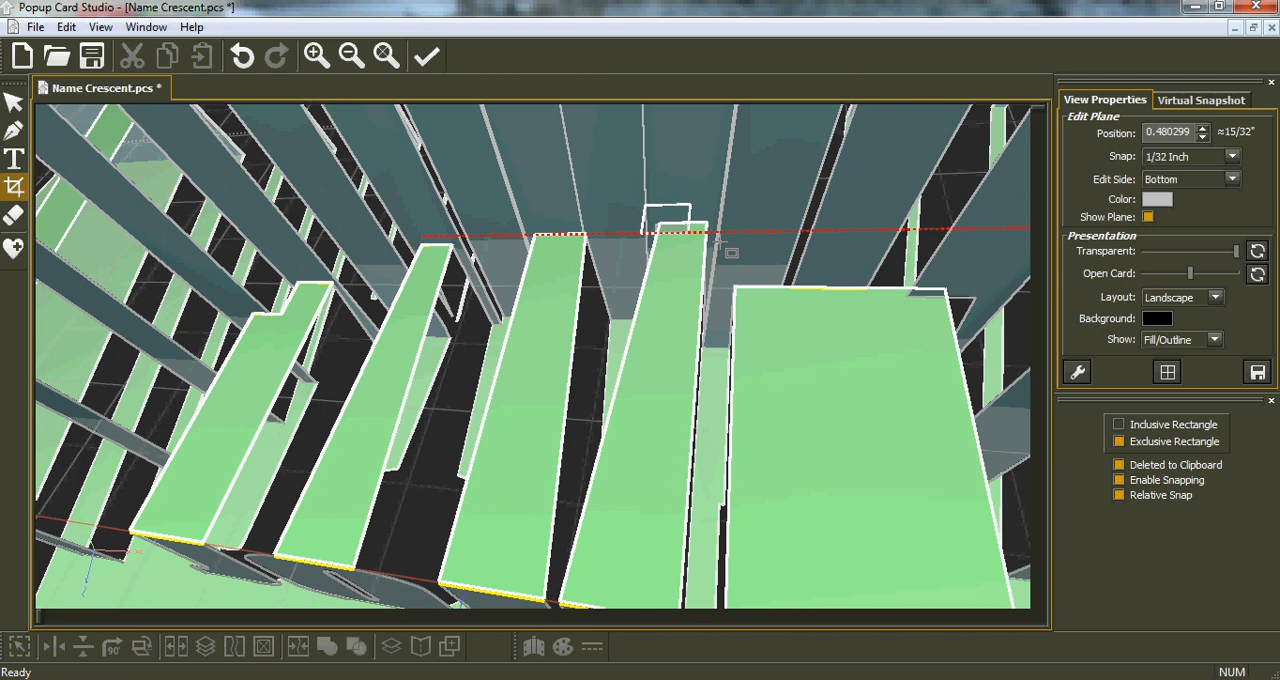 Popup Card Studio - [Name Crescent.pcs *]
File Edit View Window Help
Name Crescent.pcs *
View Properties Virtual Snapshot
Edit Plane
Position: 0.480299 ≈15/32"
Snap: 1/32 Inch
Edit Side: Bottom
Color:
Show Plane:
Presentation
Transparent:
Open Card:
Layout: Landscape
Background:
Show: Fill/Outline
Inclusive Rectangle
Exclusive Rectangle
Deleted to Clipboard
Enable Snapping
Relative Snap
90°
Ready NUM